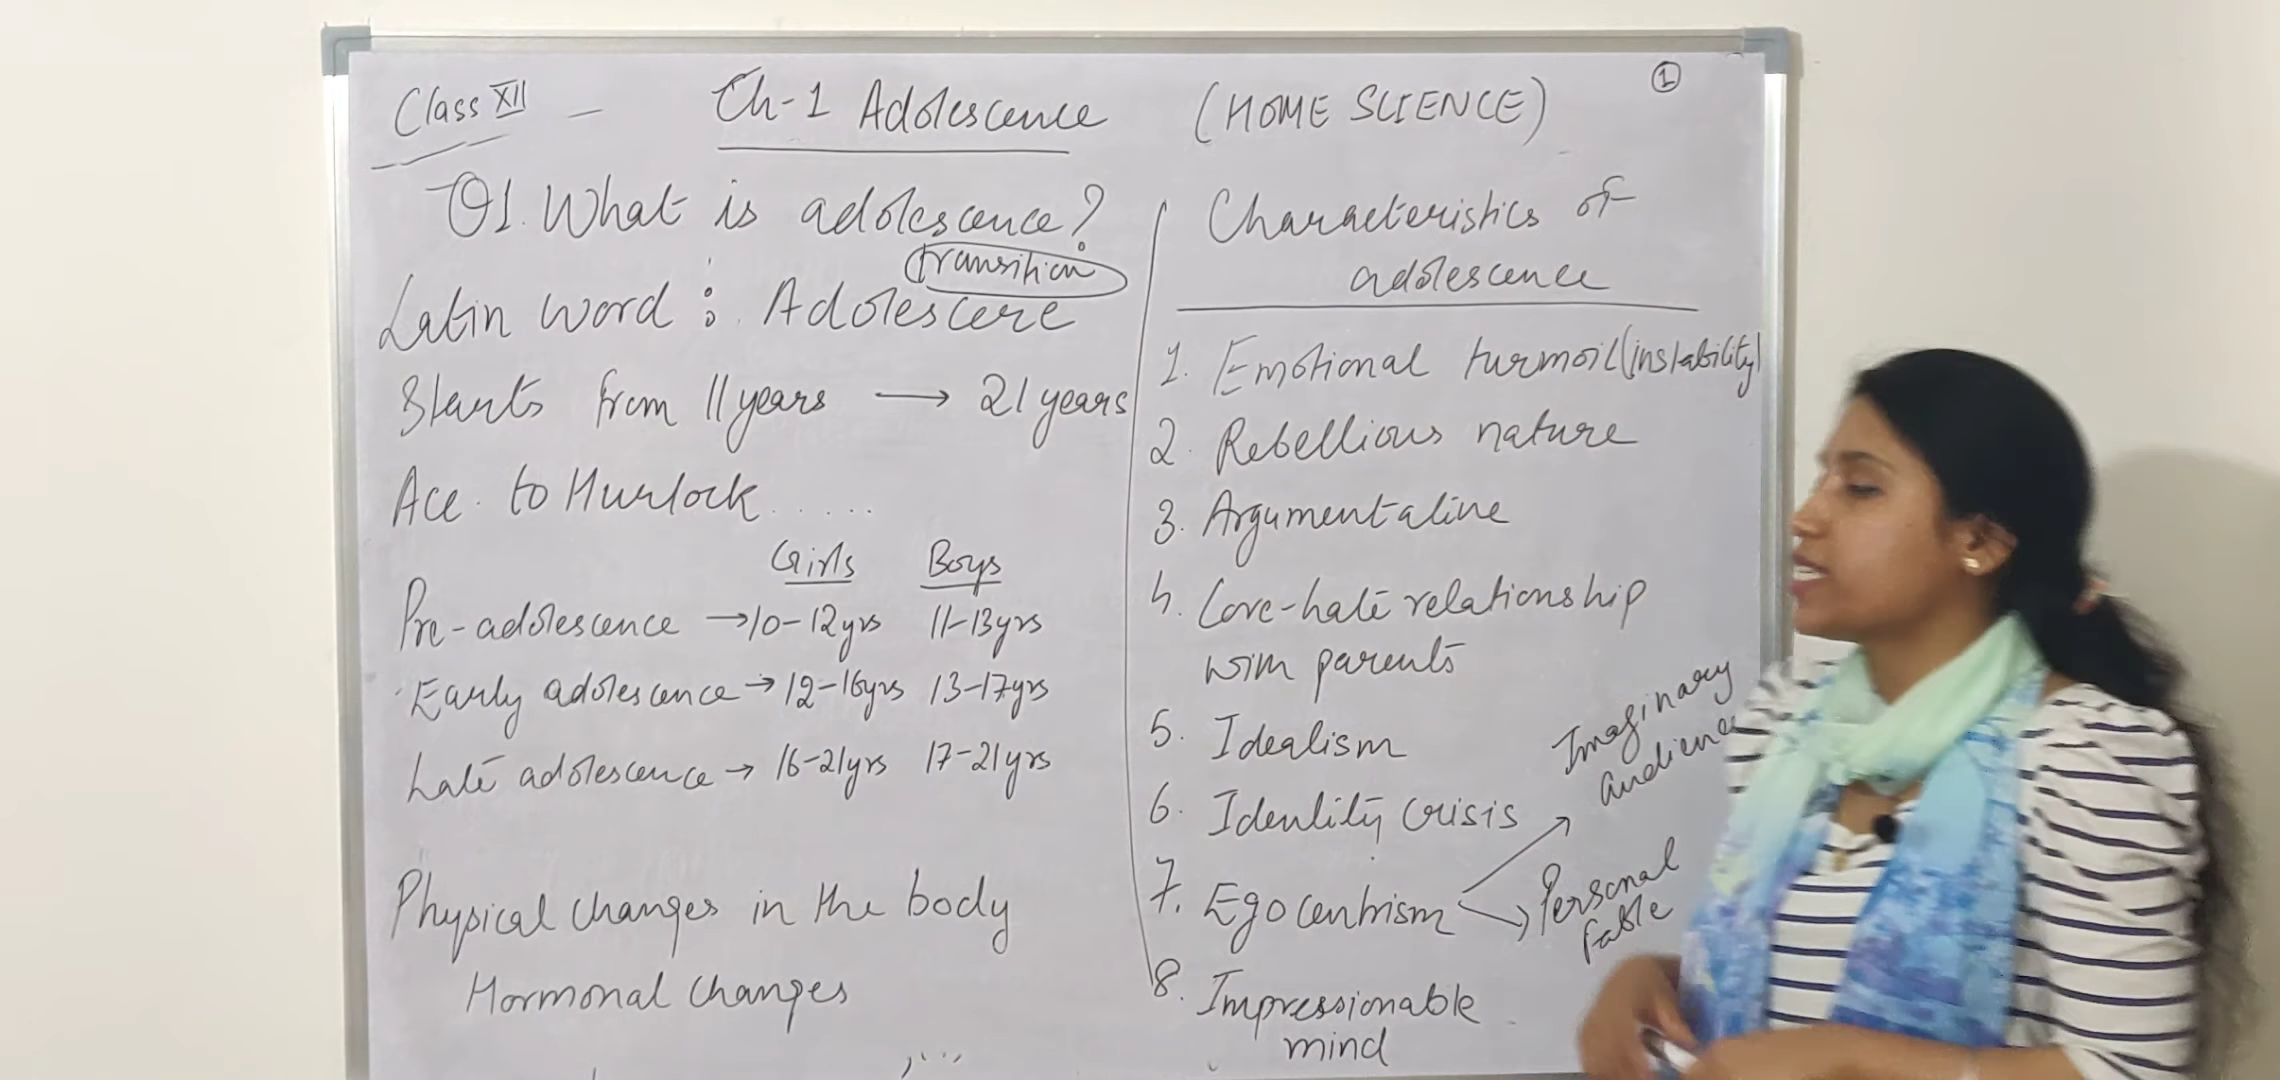 Class XII - Ch-1 Adolescence (HOME SCIENCE) 1
Q1. What is adolescence?
transition
Latin word : Adolescere
Starts from 11 years → 21 years
Acc. to Hurlock .....
Girls Boys
Pre-adolescence → 10-12yrs 11-13yrs
Early adolescence → 12-16yrs 13-17yrs
Late adolescence → 16-21yrs 17-21yrs
Physical changes in the body
Hormonal changes
Characteristics of
adolescence
1. Emotional turmoil (instability)
2. Rebellious nature
3. Argumentative
4. Love-hate relationship
with parents
5. Idealism
6. Identity crisis
7. Egocentrism
Imaginary
audience
Personal
fable
8. Impressionable
mind